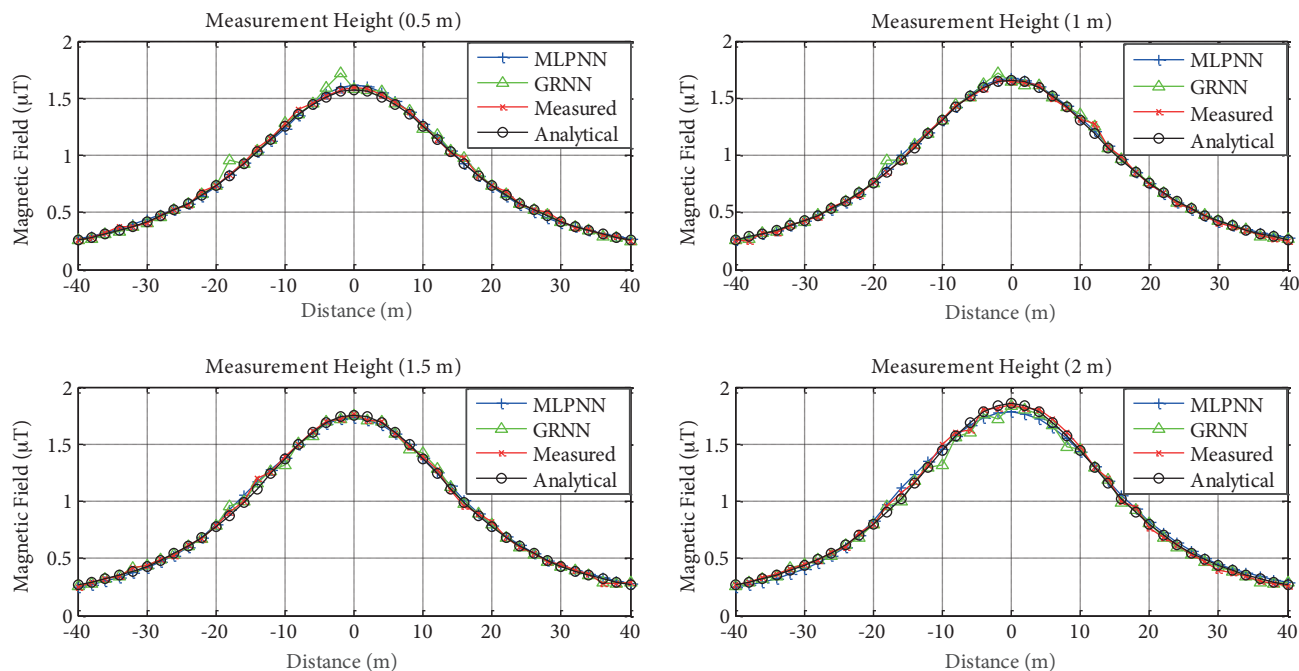 Measurement Height (0.5 m)
2
1.5
1
0.5
0
Magnetic Field (µT)
MLPNN
GRNN
Measured
Analytical
-40 -30 -20 -10 0 10 20 30 40
Distance (m)
Measurement Height (1 m)
2
1.5
1
0.5
0
Magnetic Field (µT)
MLPNN
GRNN
Measured
Analytical
-40 -30 -20 -10 0 10 20 30 40
Distance (m)
Measurement Height (1.5 m)
2
1.5
1
0.5
0
Magnetic Field (µT)
MLPNN
GRNN
Measured
Analytical
-40 -30 -20 -10 0 10 20 30 40
Distance (m)
Measurement Height (2 m)
2
1.5
1
0.5
0
Magnetic Field (µT)
MLPNN
GRNN
Measured
Analytical
-40 -30 -20 -10 0 10 20 30 40
Distance (m)